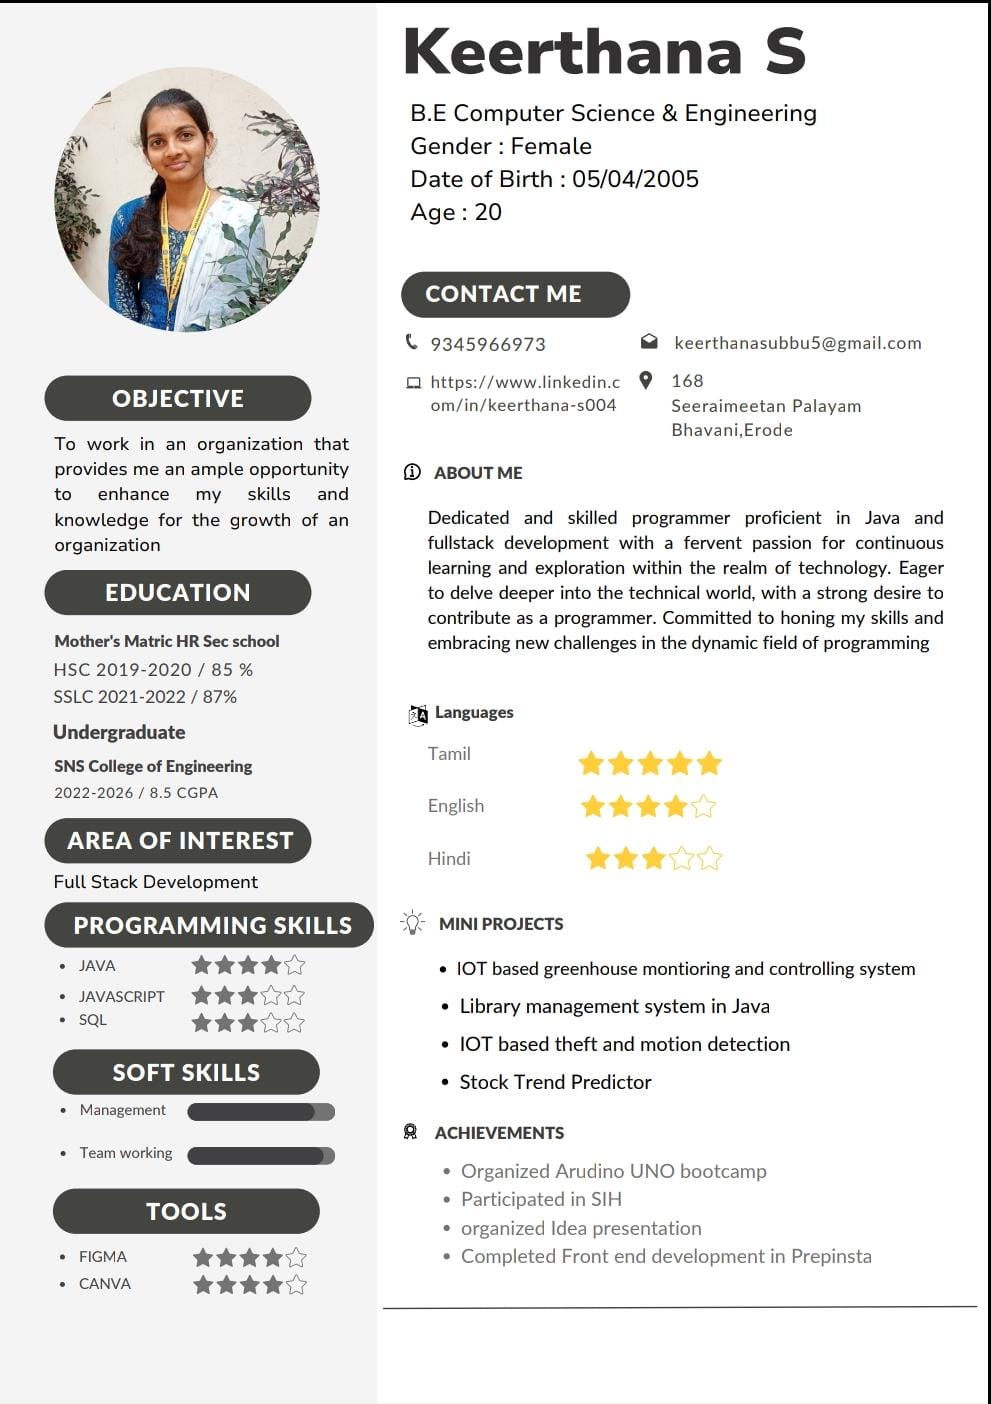 Keerthana S
B.E Computer Science & Engineering
Gender : Female
Date of Birth : 05/04/2005
Age : 20
CONTACT ME
9345966973
keerthanasubbu5@gmail.com
https://www.linkedin.c
om/in/keerthana-s004
168
Seeraimeetan Palayam
Bhavani,Erode
OBJECTIVE
To work in an organization that
provides me an ample opportunity
to enhance my skills and
knowledge for the growth of an
organization
EDUCATION
Mother's Matric HR Sec school
HSC 2019-2020 / 85 %
SSLC 2021-2022 / 87%
Undergraduate
SNS College of Engineering
2022-2026 / 8.5 CGPA
AREA OF INTEREST
Full Stack Development
PROGRAMMING SKILLS
• JAVA
• JAVASCRIPT
• SQL
SOFT SKILLS
• Management
• Team working
TOOLS
• FIGMA
• CANVA
ABOUT ME
Dedicated and skilled programmer proficient in Java and
fullstack development with a fervent passion for continuous
learning and exploration within the realm of technology. Eager
to delve deeper into the technical world, with a strong desire to
contribute as a programmer. Committed to honing my skills and
embracing new challenges in the dynamic field of programming
Languages
Tamil
English
Hindi
MINI PROJECTS
• IOT based greenhouse montioring and controlling system
• Library management system in Java
• IOT based theft and motion detection
• Stock Trend Predictor
ACHIEVEMENTS
• Organized Arudino UNO bootcamp
• Participated in SIH
• organized Idea presentation
• Completed Front end development in Prepinsta